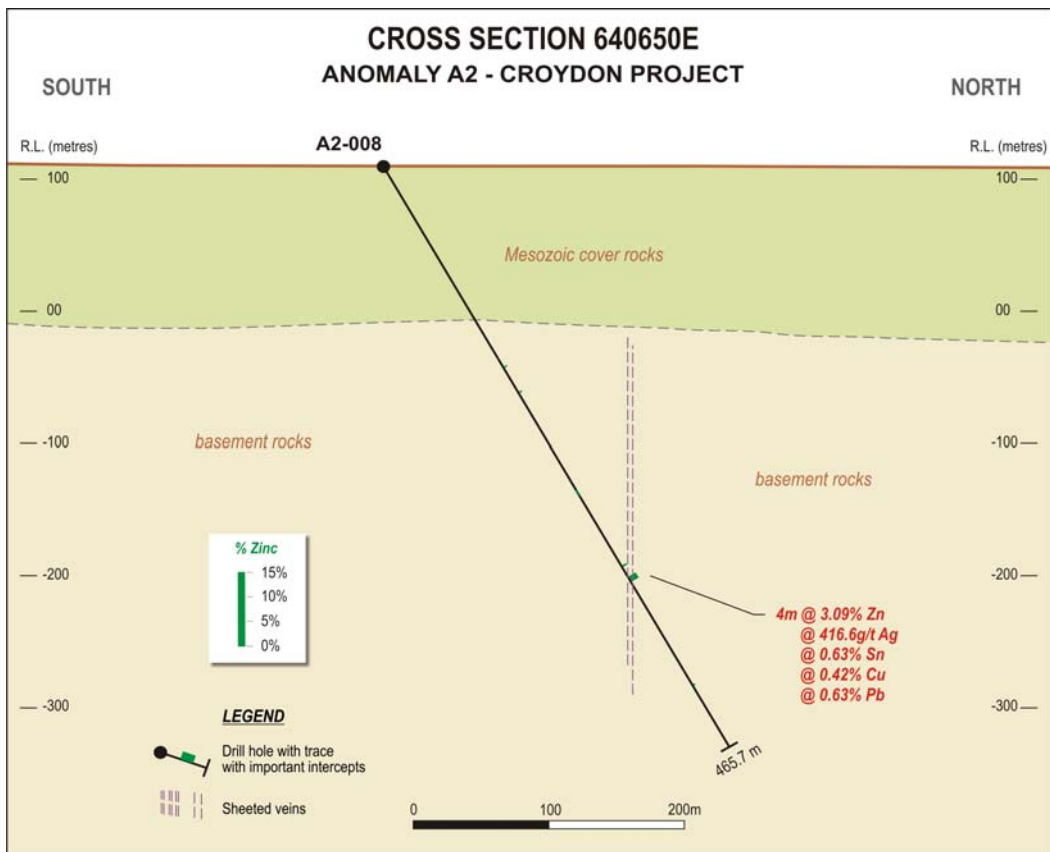 CROSS SECTION 640650E
ANOMALY A2 - CROYDON PROJECT
SOUTH
NORTH
R.L. (metres)
A2-008
R.L. (metres)
100
100
Mesozoic cover rocks
00
00
-100
basement rocks
-100
basement rocks
% Zinc
15%
10%
5%
0%
-200
-200
4m @ 3.09% Zn
@ 416.6g/t Ag
@ 0.63% Sn
@ 0.42% Cu
@ 0.63% Pb
-300
-300
LEGEND
Drill hole with trace
with important intercepts
465.7 m
Sheeted veins
0
100
200m